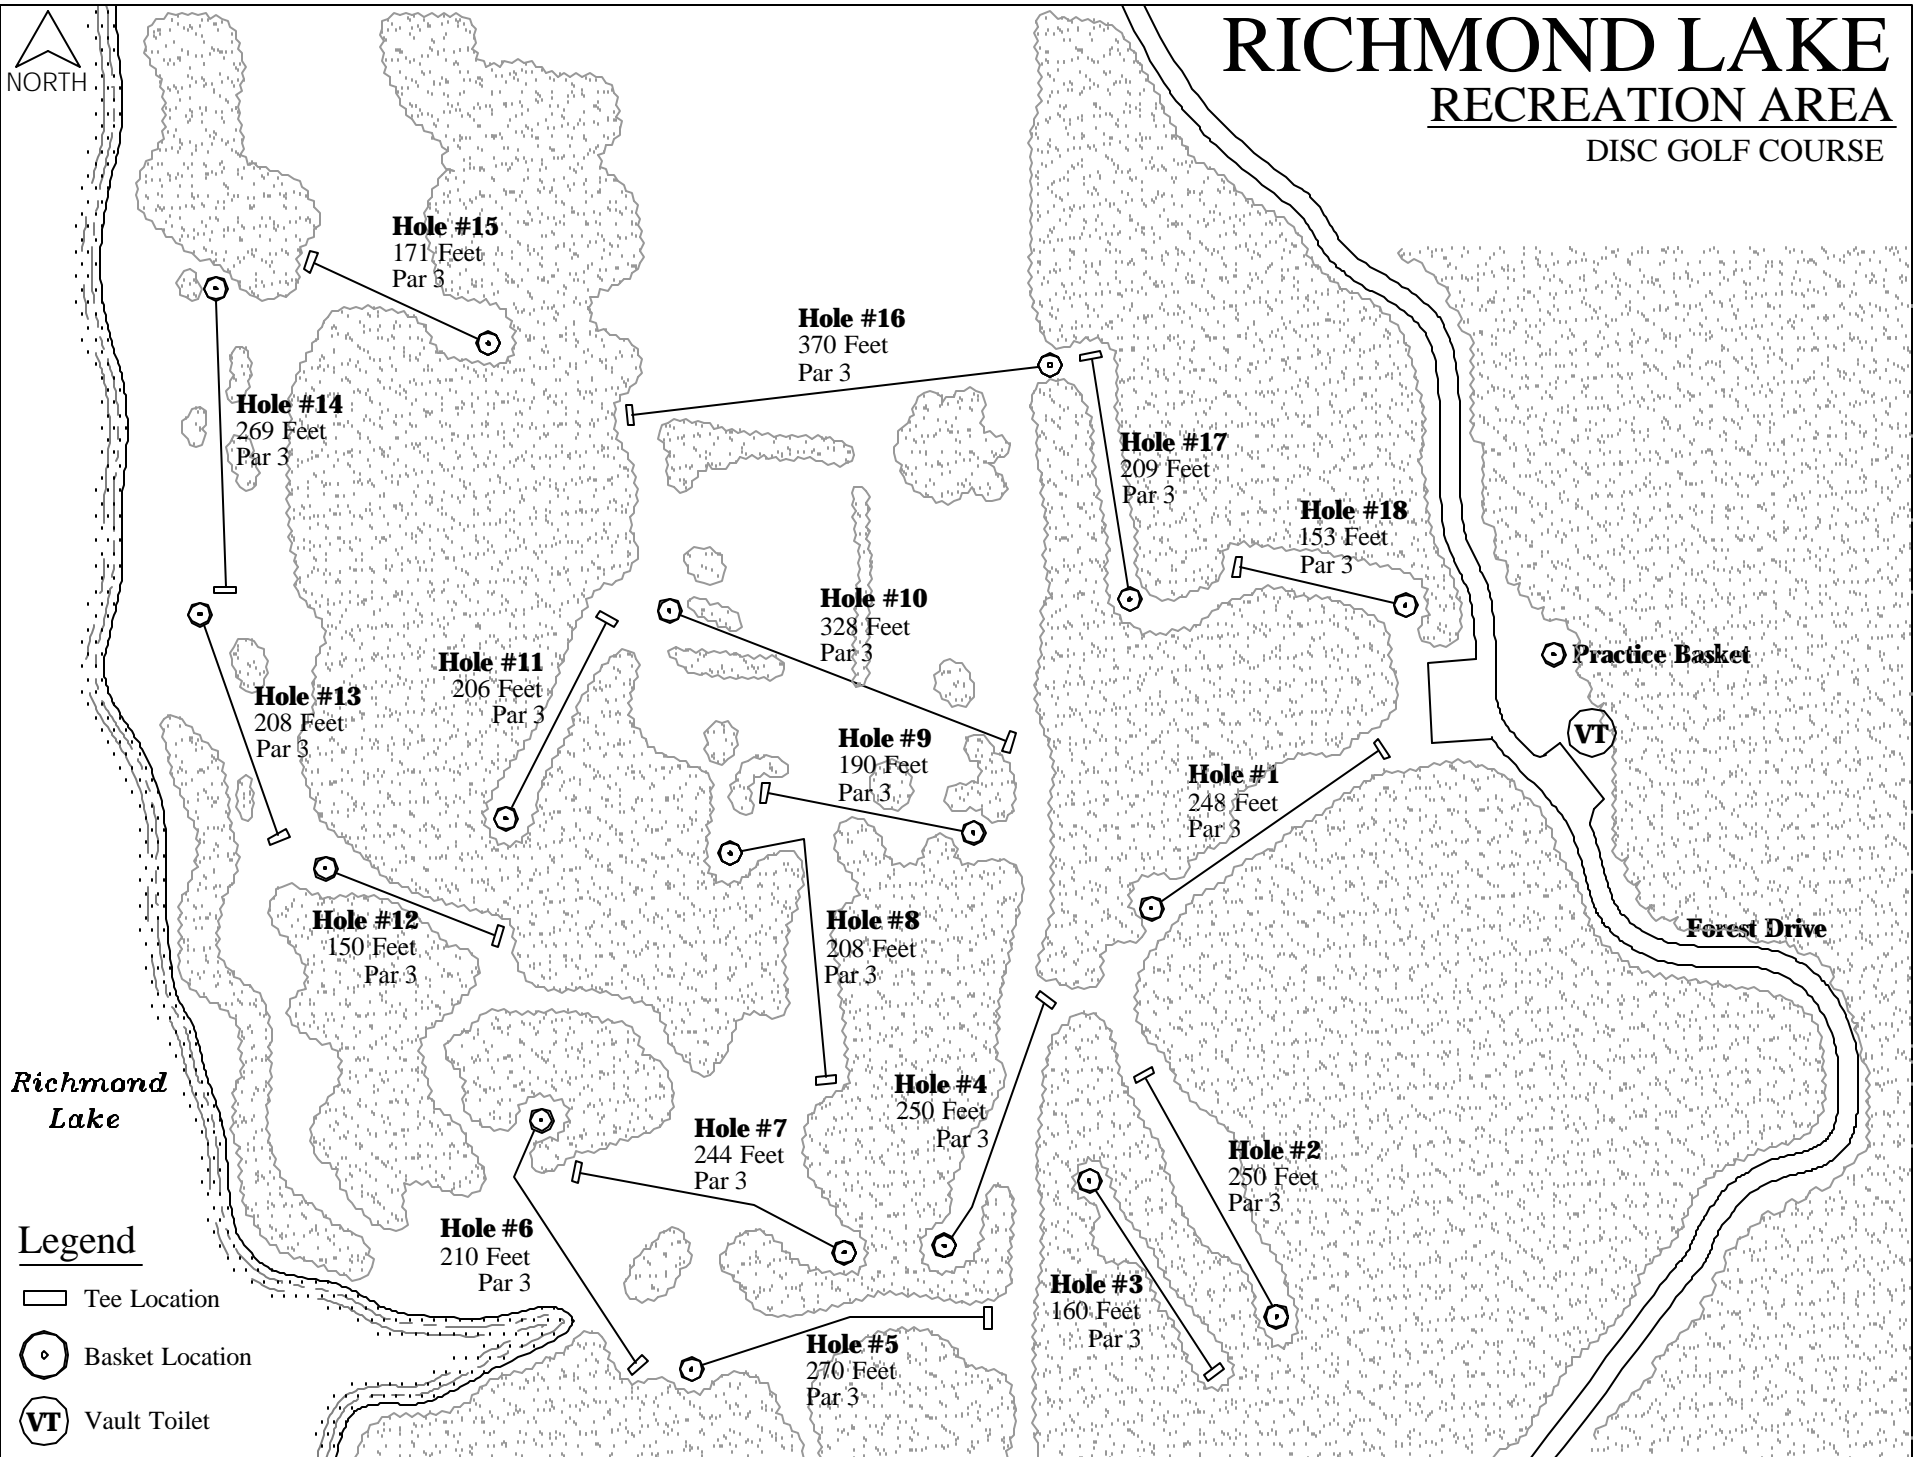 NORTH
RICHMOND LAKE
RECREATION AREA
DISC GOLF COURSE
Hole #15
171 Feet
Par 3
Hole #16
370 Feet
Par 3
Hole #14
269 Feet
Par 3
Hole #17
209 Feet
Par 3
Hole #18
153 Feet
Par 3
Hole #10
328 Feet
Par 3
Hole #11
206 Feet
Par 3
Practice Basket
Hole #13
208 Feet
Par 3
VT
Hole #9
190 Feet
Par 3
Hole #1
248 Feet
Par 3
Hole #12
150 Feet
Par 3
Hole #8
208 Feet
Par 3
Forest Drive
Richmond
Lake
Hole #4
250 Feet
Par 3
Hole #7
244 Feet
Par 3
Hole #2
250 Feet
Par 3
Hole #6
210 Feet
Par 3
Hole #3
160 Feet
Par 3
Hole #5
270 Feet
Par 3
Legend
Tee Location
Basket Location
VT Vault Toilet